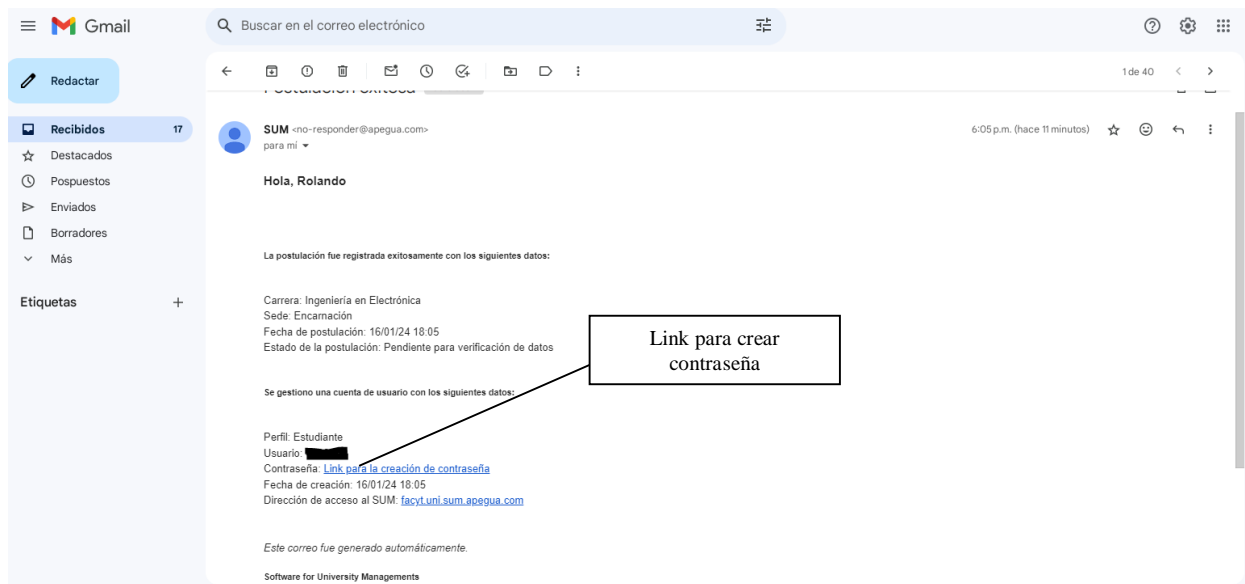 Gmail
Buscar en el correo electrónico
Redactar
1 de 40
Recibidos 17
Destacados
Pospuestos
Enviados
Borradores
Más
Etiquetas
SUM <no-responder@apegua.com>
6:05 p.m. (hace 11 minutos)
para mí
Hola, Rolando
La postulación fue registrada exitosamente con los siguientes datos:
Carrera: Ingeniería en Electrónica
Sede: Encarnación
Fecha de postulación: 16/01/24 18:05
Estado de la postulación: Pendiente para verificación de datos
Link para crear
contraseña
Se gestiono una cuenta de usuario con los siguientes datos:
Perfil: Estudiante
Usuario:
Contraseña: Link para la creación de contraseña
Fecha de creación: 16/01/24 18:05
Dirección de acceso al SUM: facyt.uni.sum.apegua.com
Este correo fue generado automáticamente.
Software for University Managements